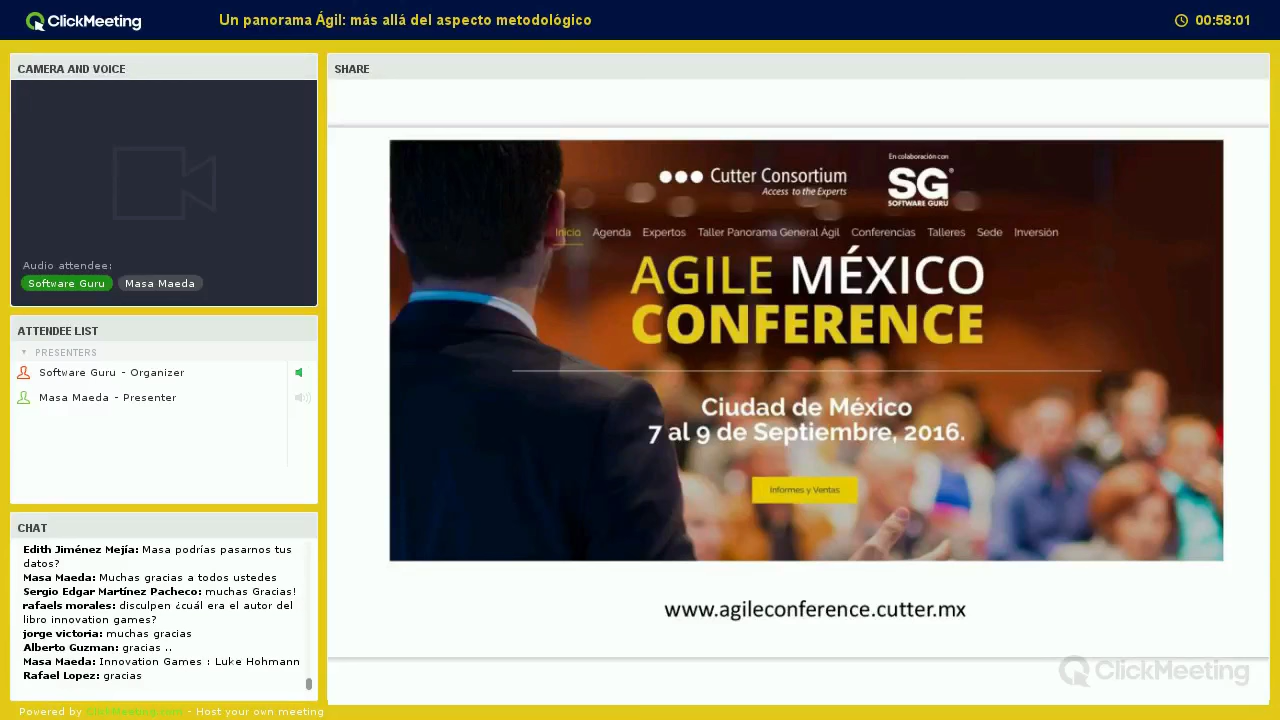 ClickMeeting
Un panorama Ágil: más allá del aspecto metodológico
00:58:01
CAMERA AND VOICE
Audio attendee:
Software Guru
Masa Maeda
ATTENDEE LIST
PRESENTERS
Software Guru - Organizer
Masa Maeda - Presenter
CHAT
Edith Jiménez Mejía: Masa podrías pasarnos tus
datos?
Masa Maeda: Muchas gracias a todos ustedes
Sergio Edgar Martínez Pacheco: muchas Gracias!
rafaels morales: disculpen ¿cuál era el autor del
libro innovation games?
jorge victoria: muchas gracias
Alberto Guzman: gracias ..
Masa Maeda: Innovation Games : Luke Hohmann
Rafael Lopez: gracias
Powered by ClickMeeting.com - Host your own meeting
SHARE
Cutter Consortium
Access to the Experts
En colaboración con
SG®
SOFTWARE GURU
Inicio Agenda Expertos Taller Panorama General Ágil Conferencias Talleres Sede Inversión
AGILE MÉXICO
CONFERENCE
Ciudad de México
7 al 9 de Septiembre, 2016.
Informes y Ventas
www.agileconference.cutter.mx
ClickMeeting